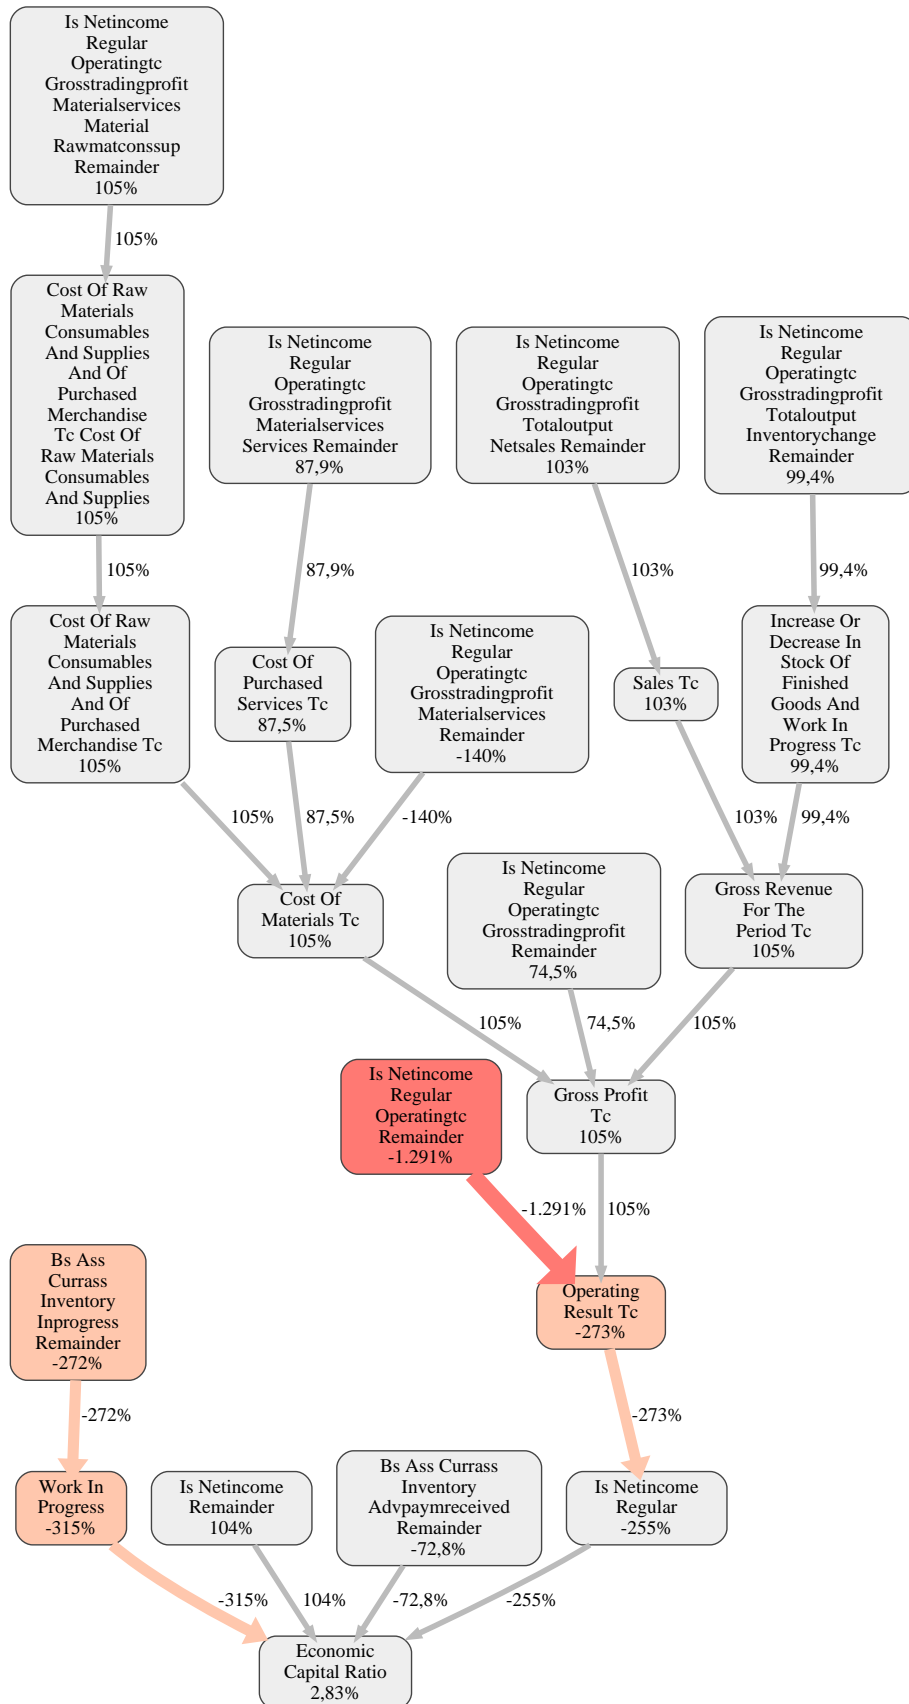 Is Netincome
Regular
Operatingtc
Grosstradingprofit
Materialservices
Material
Rawmatconssup
Remainder
105%
105%
Cost Of Raw
Materials
Consumables
And Supplies
And Of
Purchased
Merchandise
Tc Cost Of
Raw Materials
Consumables
And Supplies
105%
Is Netincome
Regular
Operatingtc
Grosstradingprofit
Materialservices
Services Remainder
87,9%
Is Netincome
Regular
Operatingtc
Grosstradingprofit
Totaloutput
Netsales Remainder
103%
Is Netincome
Regular
Operatingtc
Grosstradingprofit
Totaloutput
Inventorychange
Remainder
99,4%
105%
87,9%
103%
99,4%
Cost Of Raw
Materials
Consumables
And Supplies
And Of
Purchased
Merchandise Tc
105%
Cost Of
Purchased
Services Tc
87,5%
Is Netincome
Regular
Operatingtc
Grosstradingprofit
Materialservices
Remainder
-140%
Sales Tc
103%
Increase Or
Decrease In
Stock Of
Finished
Goods And
Work In
Progress Tc
99,4%
105%
87,5%
-140%
103%
99,4%
Cost Of
Materials Tc
105%
Is Netincome
Regular
Operatingtc
Grosstradingprofit
Remainder
74,5%
Gross Revenue
For The
Period Tc
105%
105%
74,5%
105%
Is Netincome
Regular
Operatingtc
Remainder
-1.291%
Gross Profit
Tc
105%
-1.291%
105%
Bs Ass
Currass
Inventory
Inprogress
Remainder
-272%
Operating
Result Tc
-273%
-272%
-273%
Work In
Progress
-315%
Is Netincome
Remainder
104%
Bs Ass Currass
Inventory
Advpaymreceived
Remainder
-72,8%
Is Netincome
Regular
-255%
-315%
104%
-72,8%
-255%
Economic
Capital Ratio
2,83%